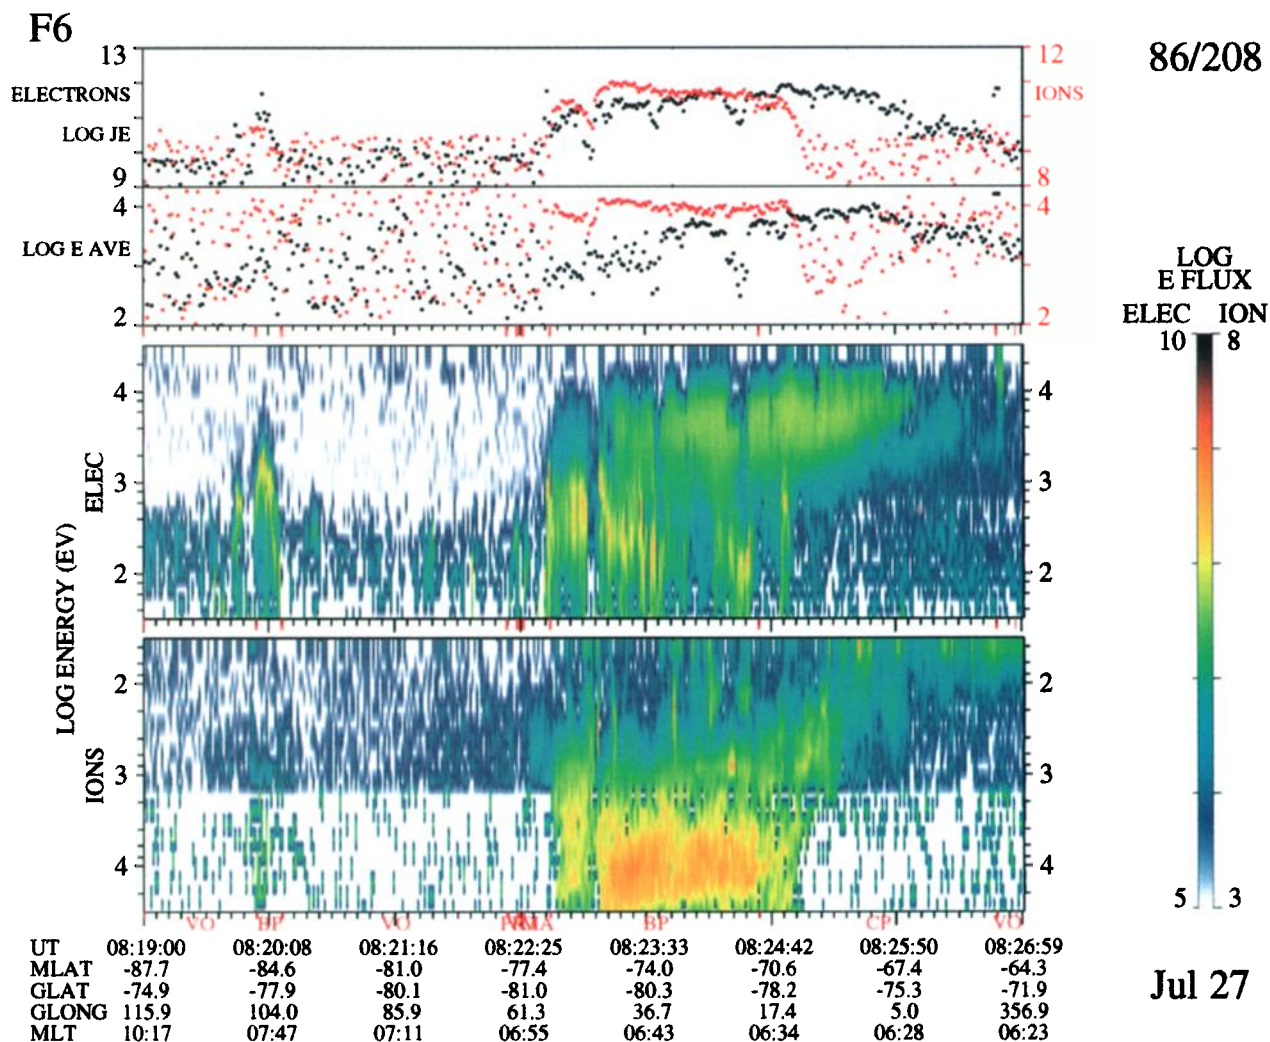 F6
86/208
13
12
ELECTRONS
IONS
LOG JE
9
8
4
4
LOG E AVE
2
2
LOG
E FLUX
ELEC ION
10 8
4
4
ELEC
3
3
2
2
LOG ENERGY (EV)
2
2
IONS
3
3
4
4
5 3
VO BP VO BP CP VO
UT 08:19:00 08:20:08 08:21:16 08:22:25 08:23:33 08:24:42 08:25:50 08:26:59
MLAT -87.7 -84.6 -81.0 -77.4 -74.0 -70.6 -67.4 -64.3
GLAT -74.9 -77.9 -80.1 -81.0 -80.3 -78.2 -75.3 -71.9
GLONG 115.9 104.0 85.9 61.3 36.7 17.4 5.0 356.9
MLT 10:17 07:47 07:11 06:55 06:43 06:34 06:28 06:23
Jul 27